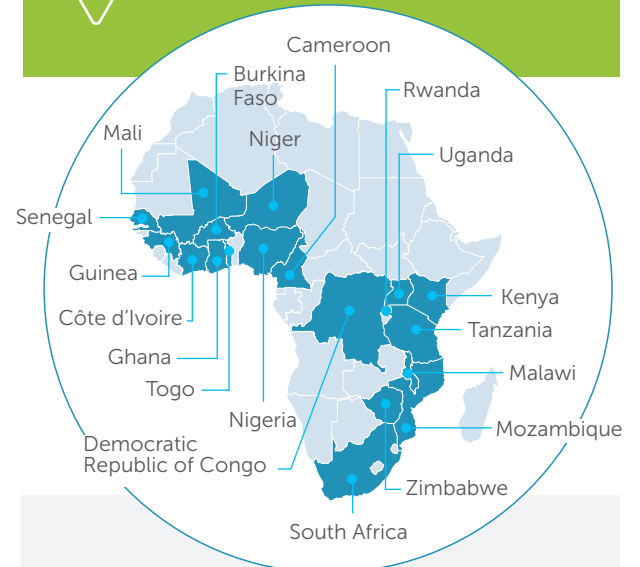 Cameroon
Burkina
Faso
Rwanda
Mali
Niger
Uganda
Senegal
Guinea
Kenya
Côte d'Ivoire
Tanzania
Ghana
Malawi
Togo
Nigeria
Mozambique
Democratic
Republic of Congo
Zimbabwe
South Africa